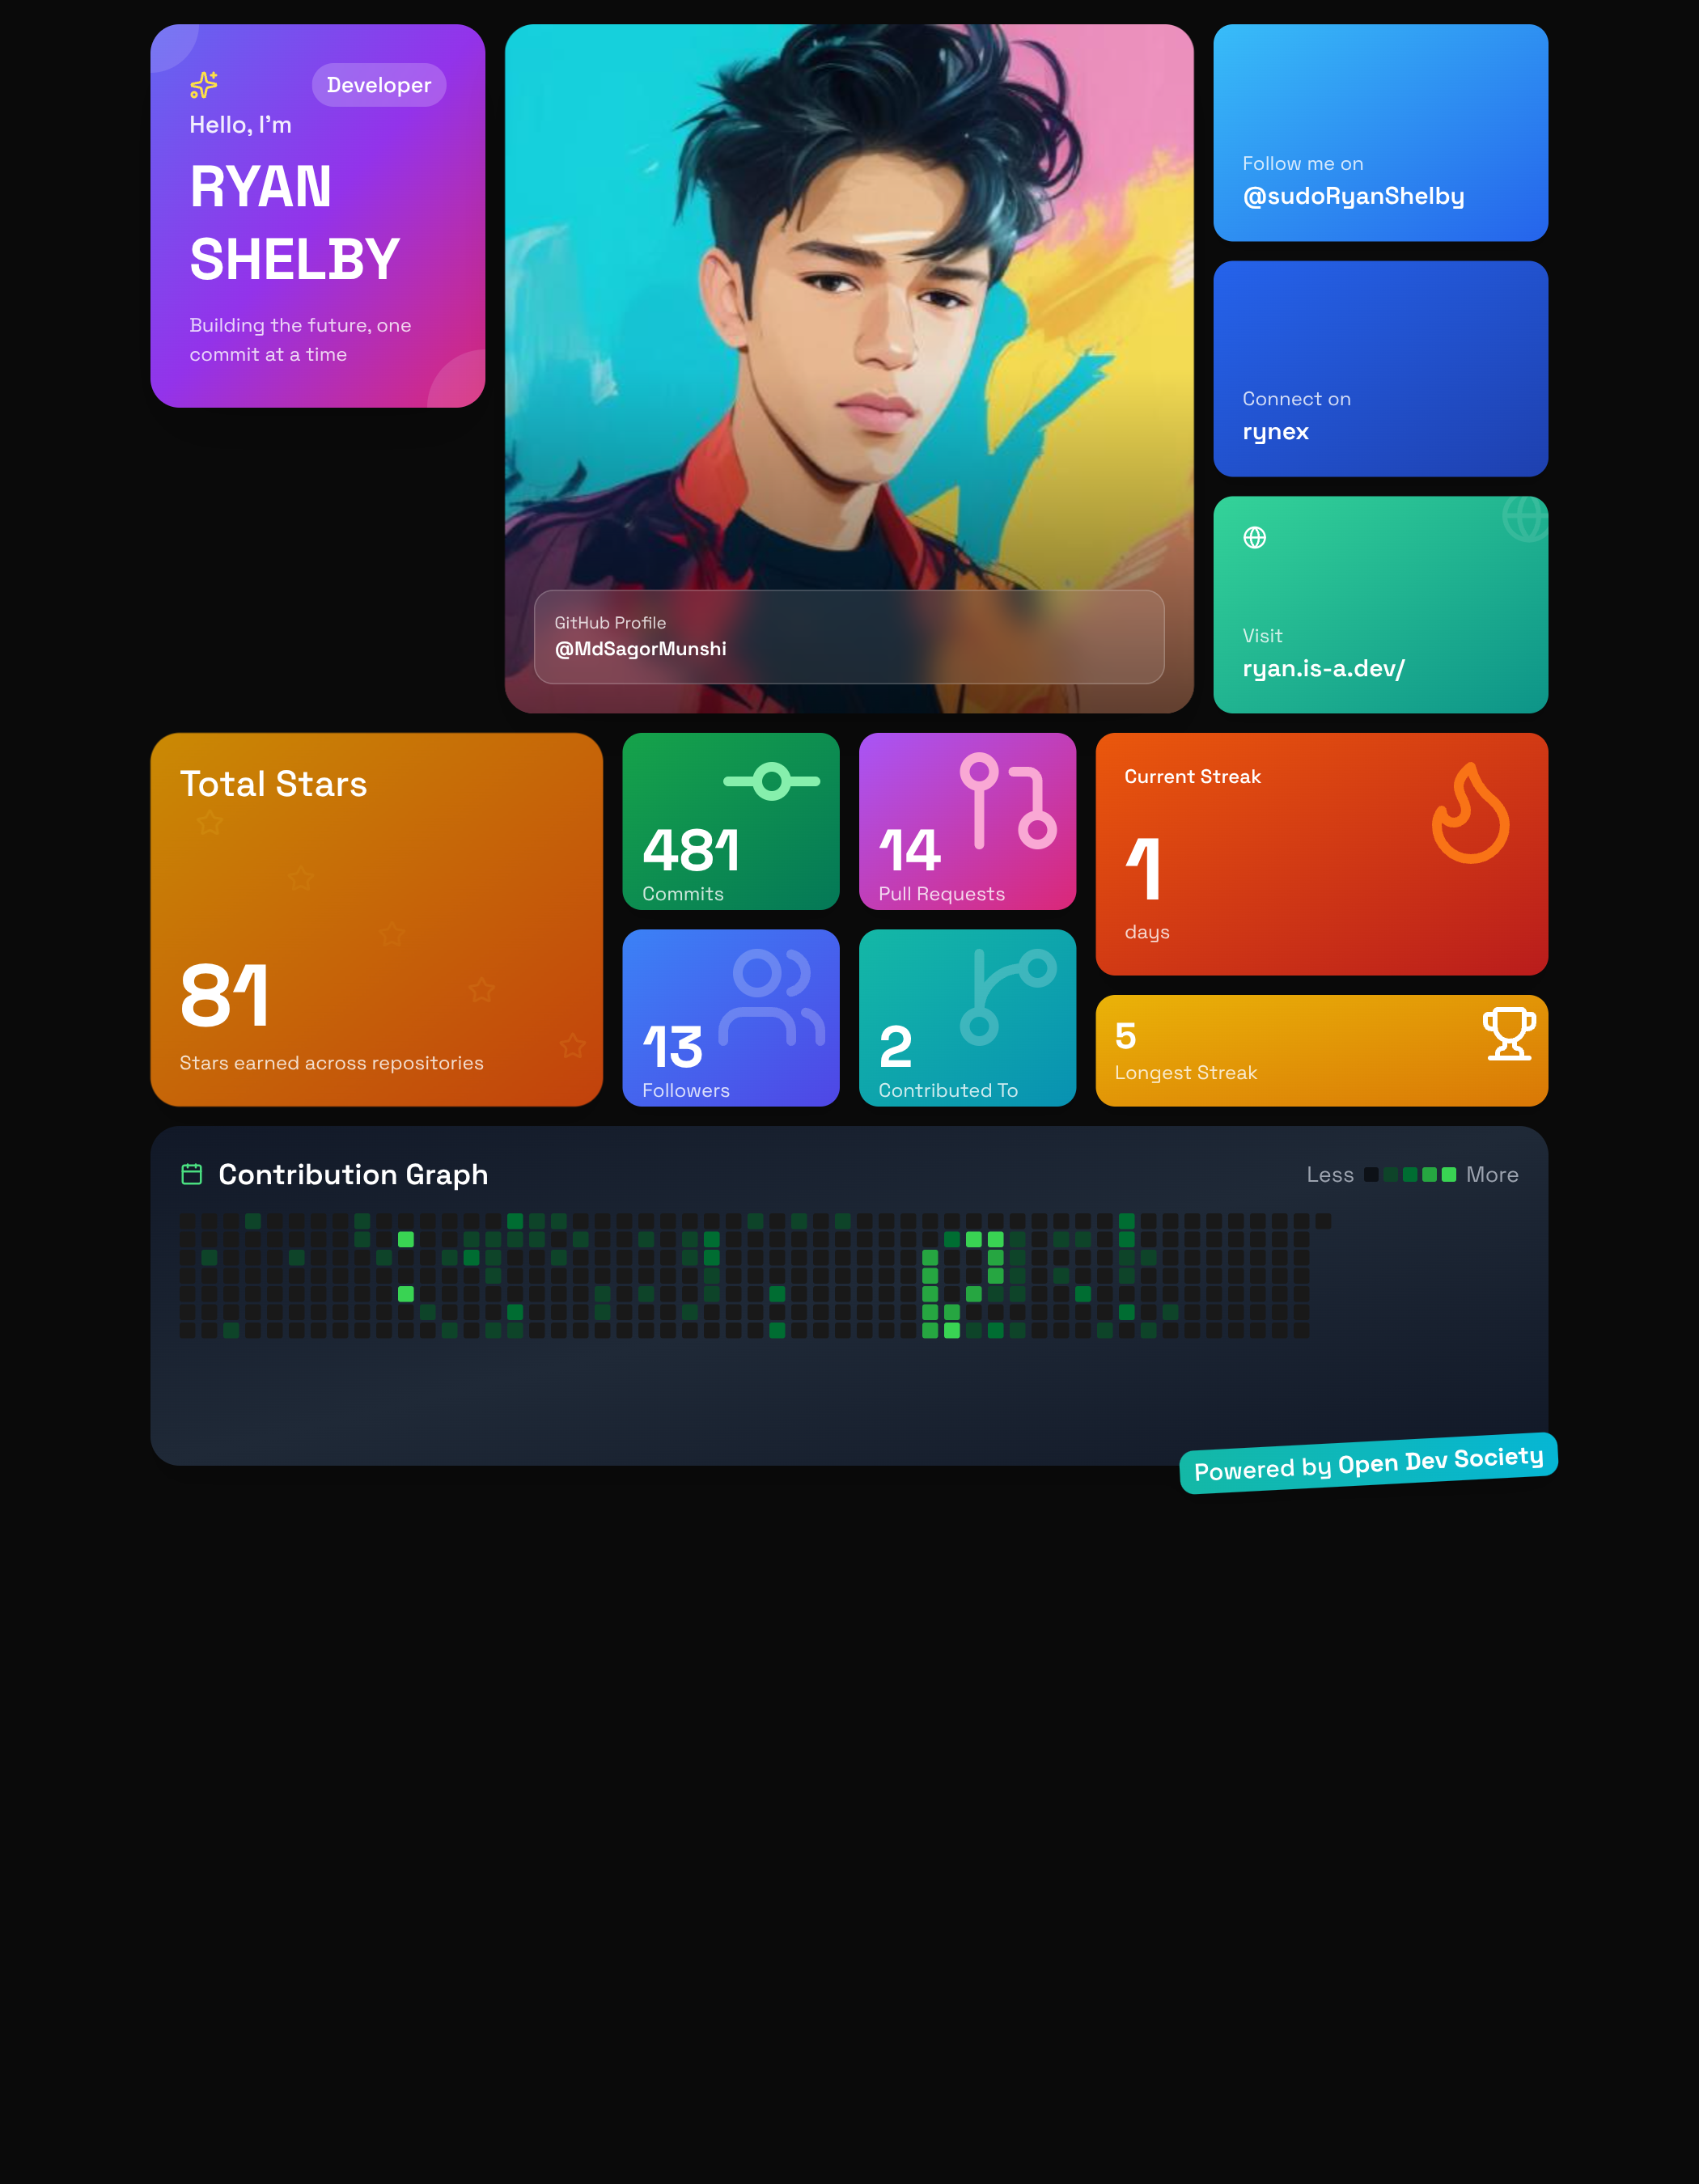 Developer
Hello, I'm
RYAN
SHELBY
Building the future, one
commit at a time
GitHub Profile
@MdSagorMunshi
Follow me on
@sudoRyanShelby
Connect on
rynex
Visit
ryan.is-a.dev/
Total Stars
81
Stars earned across repositories
481
Commits
14
Pull Requests
13
Followers
2
Contributed To
Current Streak
1
days
5
Longest Streak
Contribution Graph
Less More
Powered by Open Dev Society